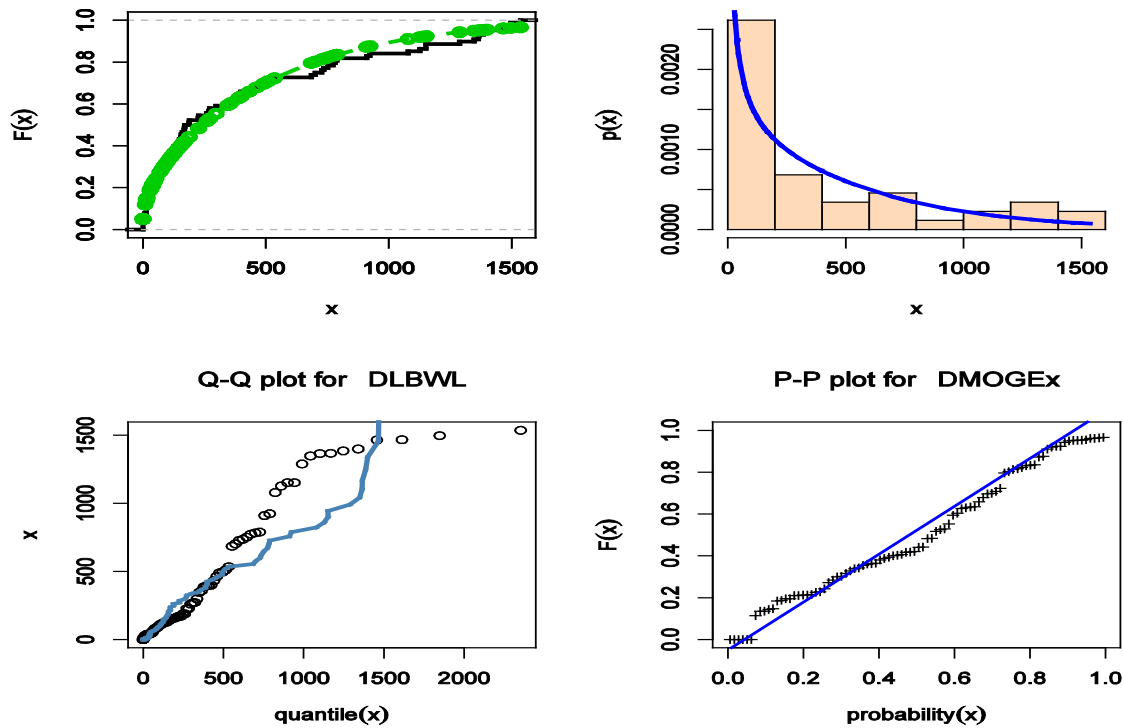 F(x)
0.0 0.2 0.4 0.6 0.8 1.0
0 500 1000 1500
x
p(x)
0.0000 0.0010 0.0020
0 500 1000 1500
x
Q-Q plot for DLBWL
x
0 500 1000 1500
0 500 1000 1500 2000
quantile(x)
P-P plot for DMOGEx
F(x)
0.0 0.2 0.4 0.6 0.8 1.0
0.0 0.2 0.4 0.6 0.8 1.0
probability(x)